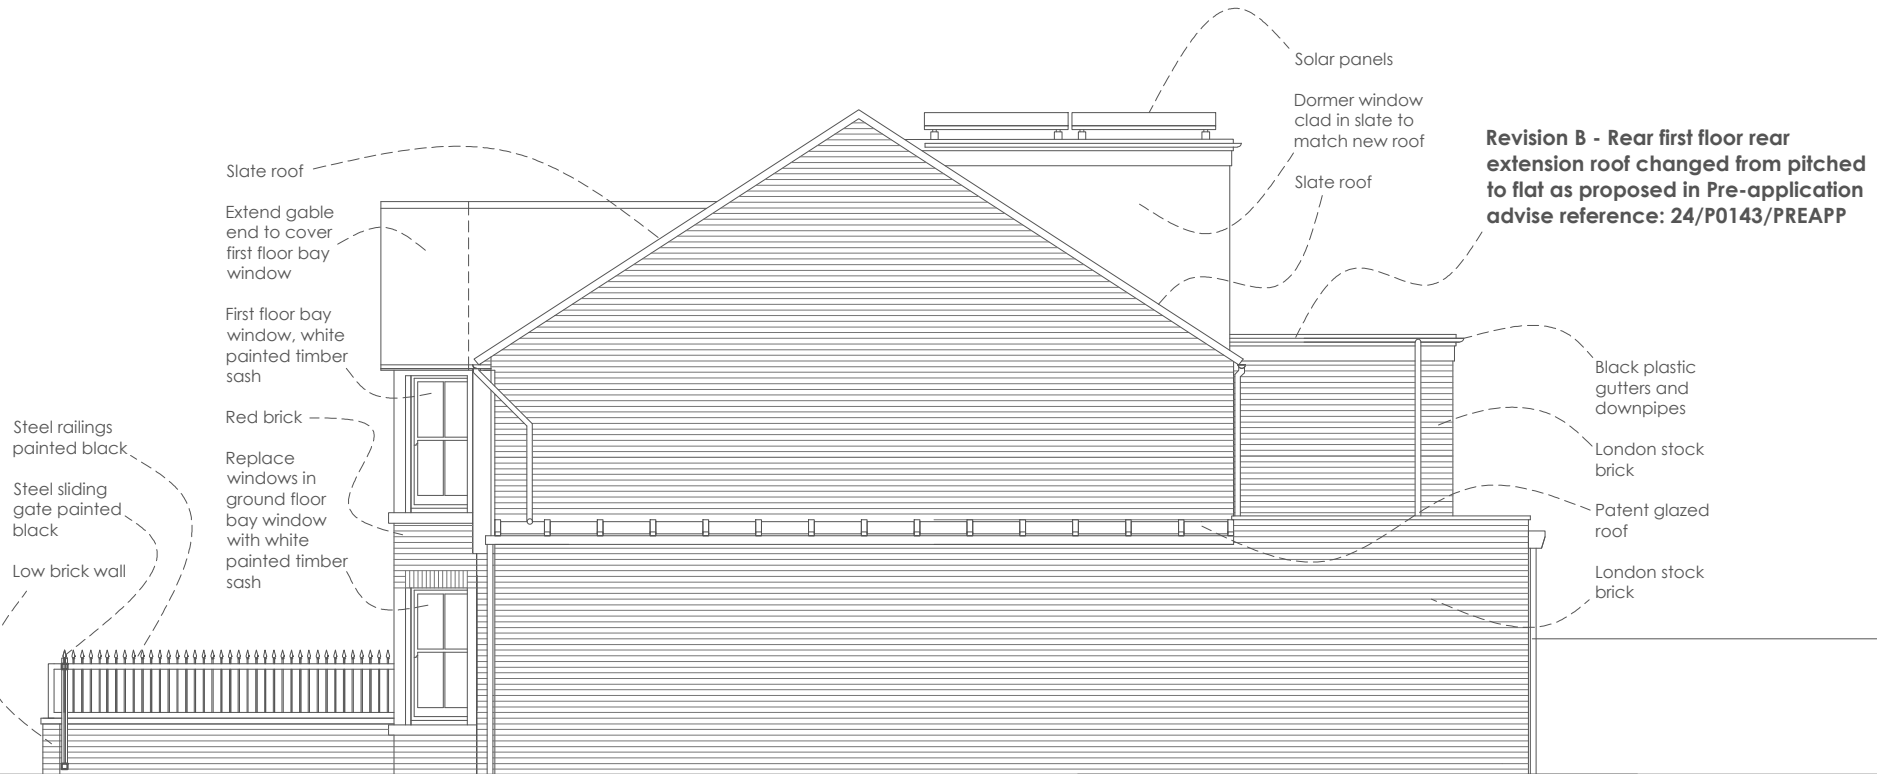 Steel railings
painted black
Steel sliding
gate painted
black
Low brick wall
Slate roof
Extend gable
end to cover
first floor bay
window
First floor bay
window, white
painted timber
sash
Red brick
Replace
windows in
ground floor
bay window
with white
painted timber
sash
Solar panels
Dormer window
clad in slate to
match new roof
Slate roof
Revision B - Rear first floor rear
extension roof changed from pitched
to flat as proposed in Pre-application
advise reference: 24/P0143/PREAPP
Black plastic
gutters and
downpipes
London stock
brick
Patent glazed
roof
London stock
brick